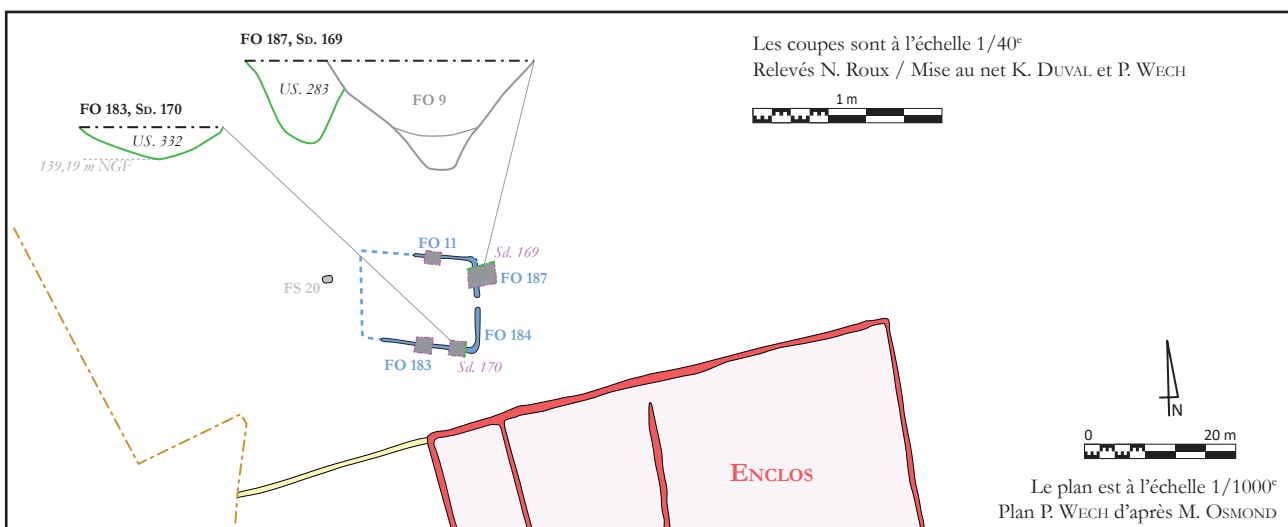 FO 187, SD. 169
US. 283
FO 9
FO 183, SD. 170
US. 332
139,19 m NGF
Les coupes sont à l'échelle 1/40e
Relevés N. Roux / Mise au net K. DUVAL et P. WECH
1 m
FO 11
Sd. 169
FS 20
FO 187
FO 184
FO 183
Sd. 170
ENCLOS
N
0 20 m
Le plan est à l'échelle 1/1000e
Plan P. WECH d'après M. OSMOND